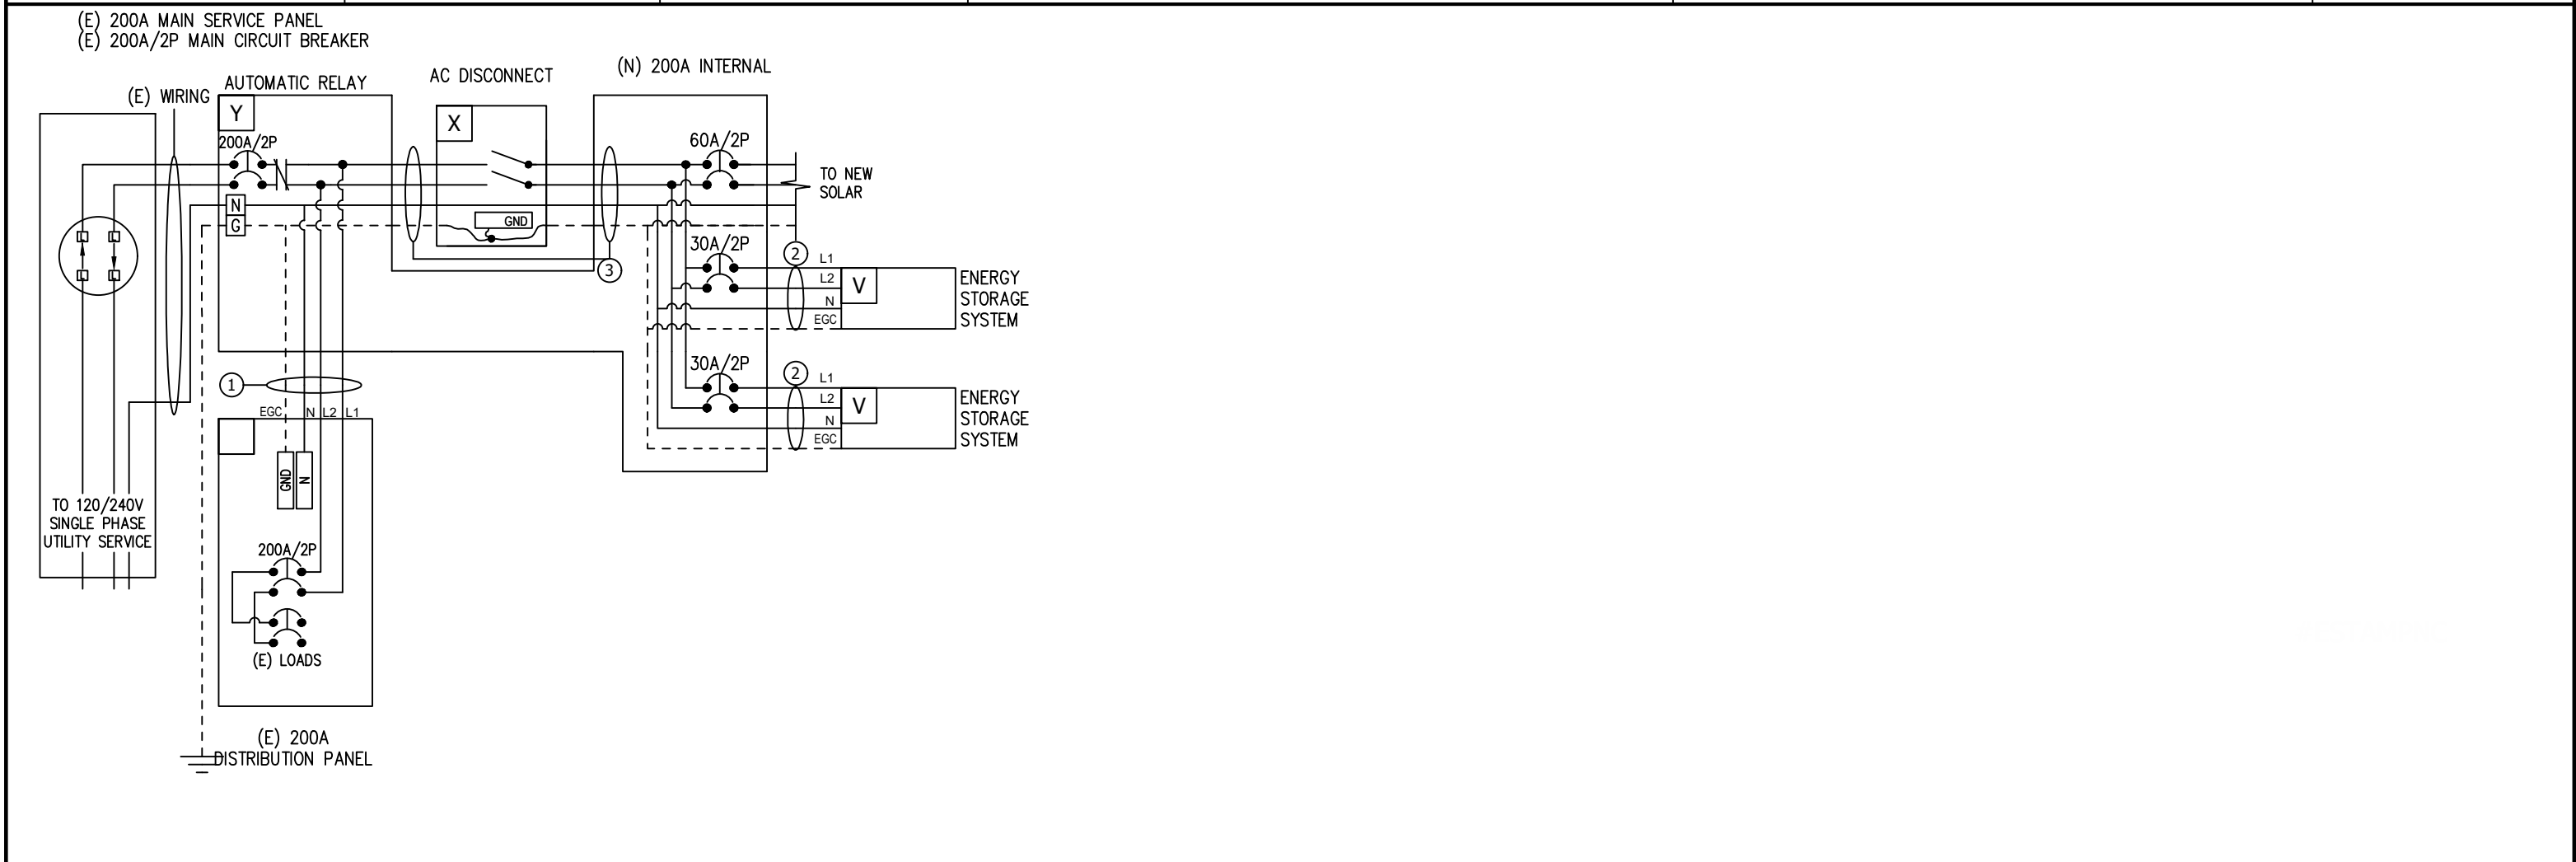 (E) 200A MAIN SERVICE PANEL
(E) 200A/2P MAIN CIRCUIT BREAKER
(E) WIRING
AUTOMATIC RELAY
AC DISCONNECT
(N) 200A INTERNAL
Y
X
200A/2P
60A/2P
TO NEW
SOLAR
N
G
GND
30A/2P
2
3
L1
L2
N
EGC
V
ENERGY
STORAGE
SYSTEM
30A/2P
2
L1
L2
N
EGC
V
ENERGY
STORAGE
SYSTEM
1
EGC
N
L2
L1
GND
N
TO 120/240V
SINGLE PHASE
UTILITY SERVICE
200A/2P
(E) LOADS
(E) 200A
DISTRIBUTION PANEL